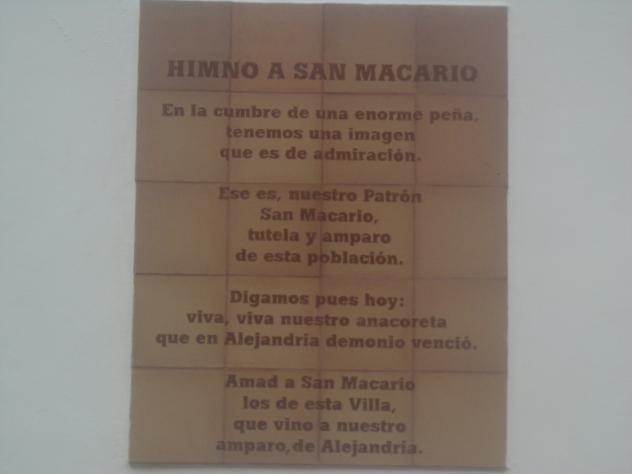 HIMNO A SAN MACARIO
En la cumbre de una enorme peña,
tenemos una imagen
que es de admiración.
Ese es, nuestro Patrón
San Macario,
tutela y amparo
de esta población.
Digamos pues hoy:
viva, viva nuestro anacoreta
que en Alejandría demonio venció.
Amad a San Macario
los de esta Villa,
que vino a nuestro
amparo, de Alejandría.